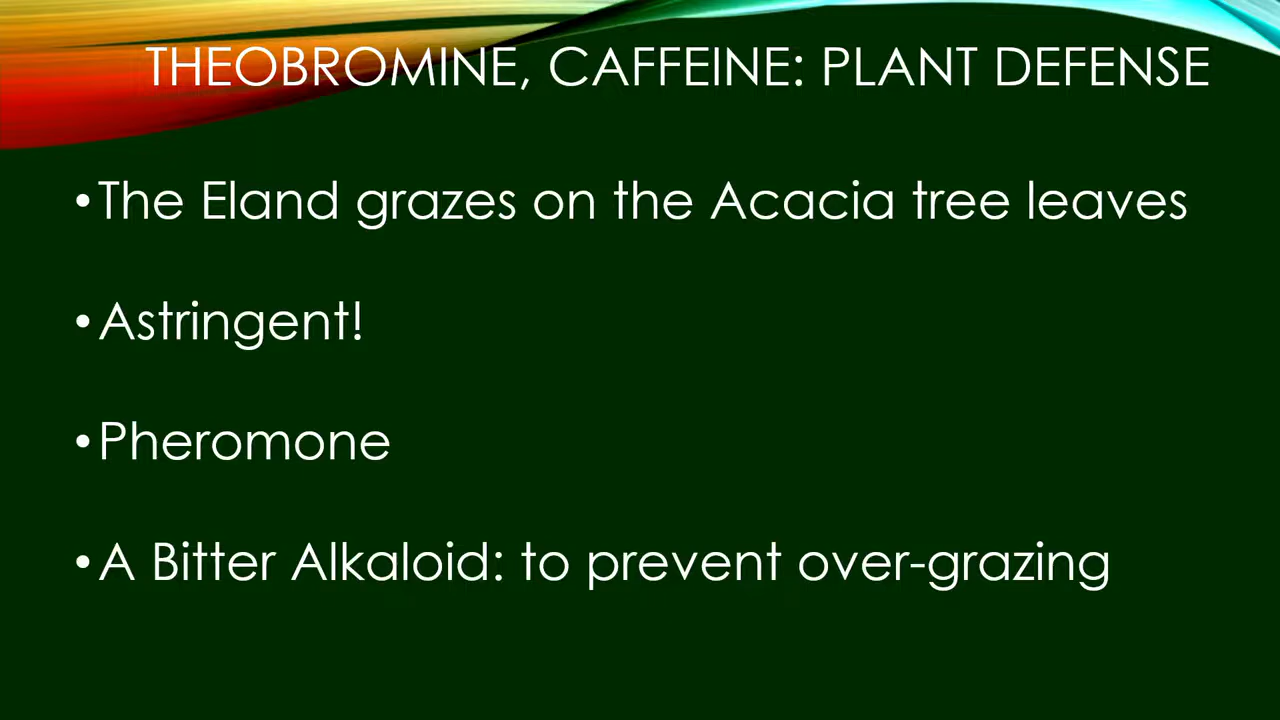 THEOBROMINE, CAFFEINE: PLANT DEFENSE
•The Eland grazes on the Acacia tree leaves
•Astringent!
•Pheromone
•A Bitter Alkaloid: to prevent over-grazing